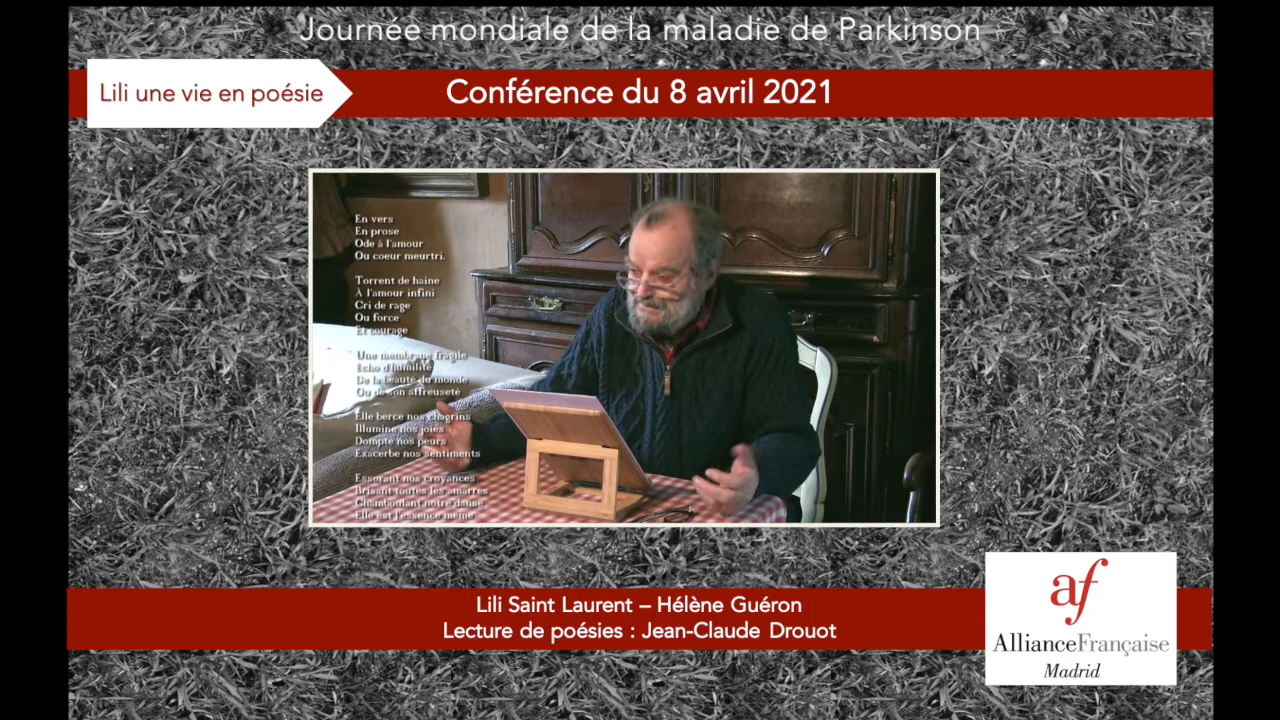 Journée mondiale de la maladie de Parkinson
Lili une vie en poésie
Conférence du 8 avril 2021
En vers
En prose
Ode à l'amour
Ou coeur meurtri.
Torrent de haine
À l'amour infini
Cri de rage
Ou force
Et courage
Une membrane fragile
Écho d'humilité
De la beauté du monde
Ou de son affreuseté
Elle berce nos chagrins
Illumine nos joies
Dompte nos peurs
Exacerbe nos sentiments
Essorant nos croyances
Brisant toutes les amarres
Chamboulant notre danse
Elle est l'essence même
Lili Saint Laurent – Hélène Guéron
Lecture de poésies : Jean-Claude Drouot
af
AllianceFrançaise
Madrid